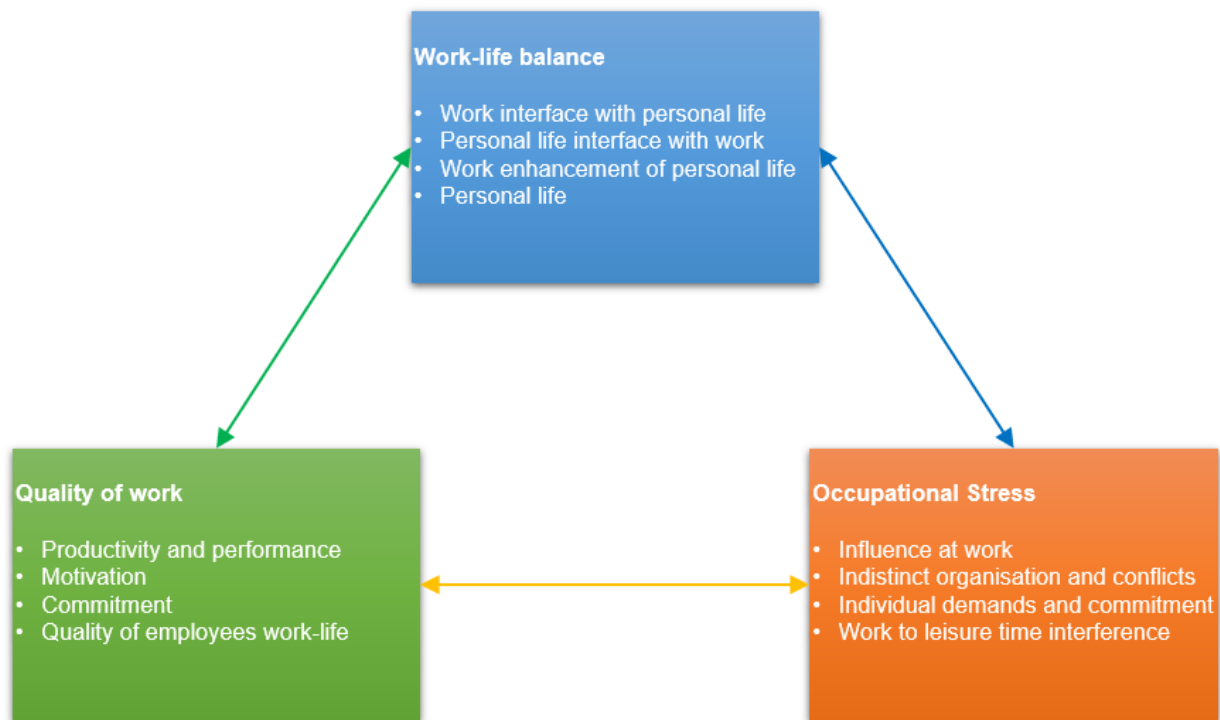 Work-life balance
• Work interface with personal life
• Personal life interface with work
• Work enhancement of personal life
• Personal life
Quality of work
• Productivity and performance
• Motivation
• Commitment
• Quality of employees work-life
Occupational Stress
• Influence at work
• Indistinct organisation and conflicts
• Individual demands and commitment
• Work to leisure time interference